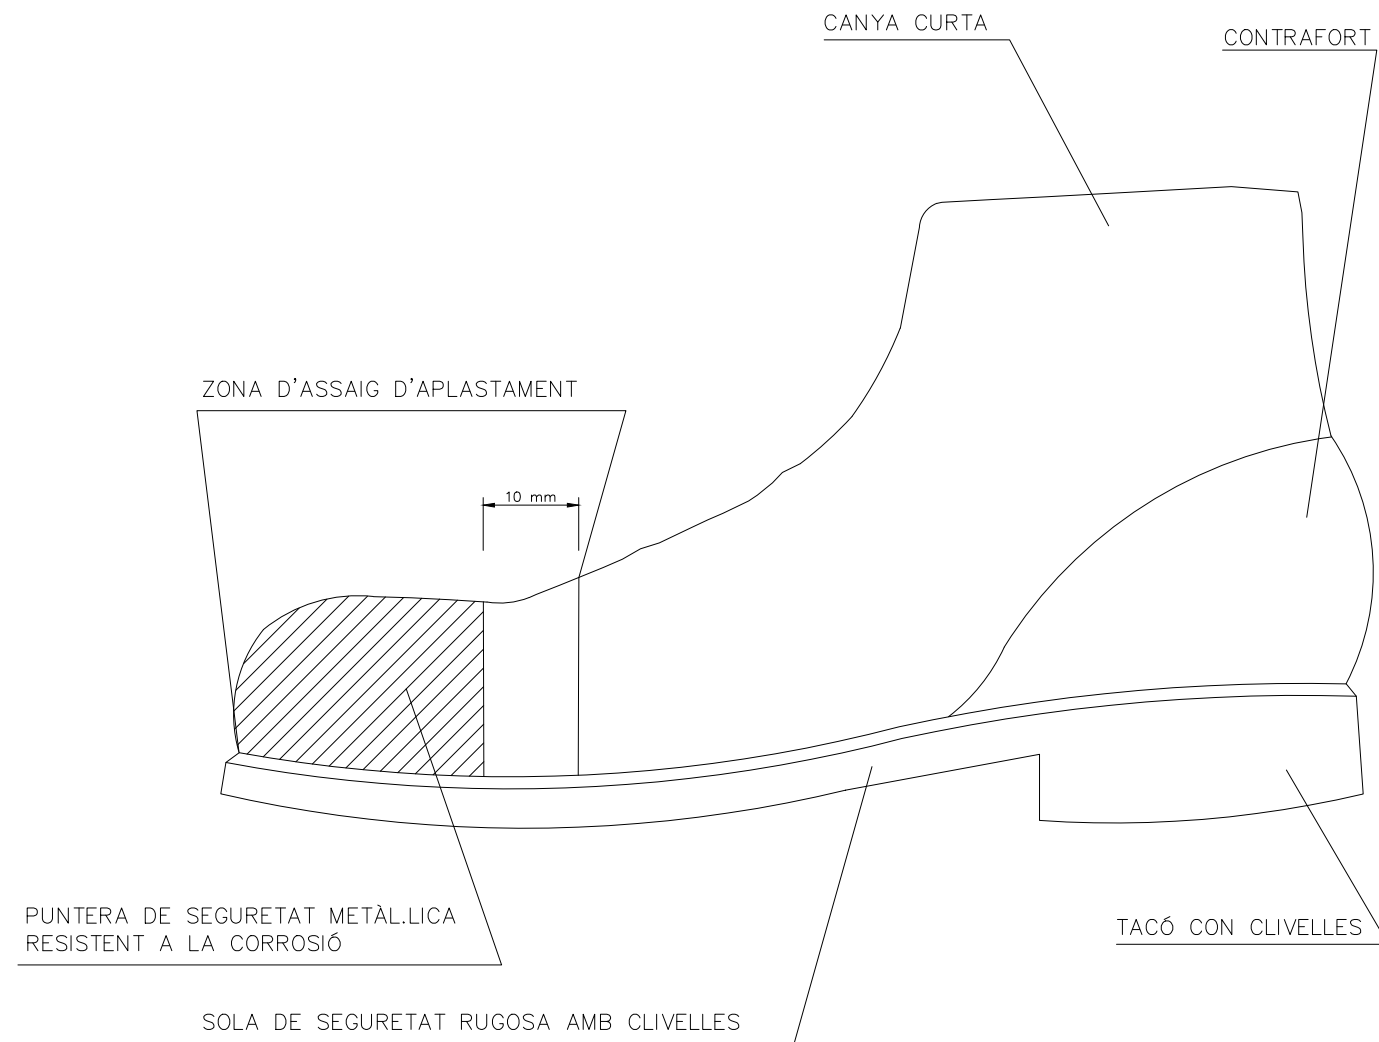 CANYA CURTA
CONTRAFORT
ZONA D'ASSAIG D'APLASTAMENT
10 mm
PUNTERA DE SEGURETAT METÀL.LICA
RESISTENT A LA CORROSIÓ
TACÓ CON CLIVELLES
SOLA DE SEGURETAT RUGOSA AMB CLIVELLES